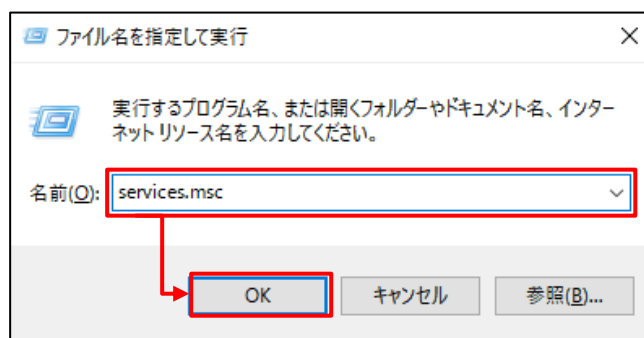 ファイル名を指定して実行
実行するプログラム名、または開くフォルダーやドキュメント名、インター
ネット リソース名を入力してください。
名前(O): services.msc
OK キャンセル 参照(B)...